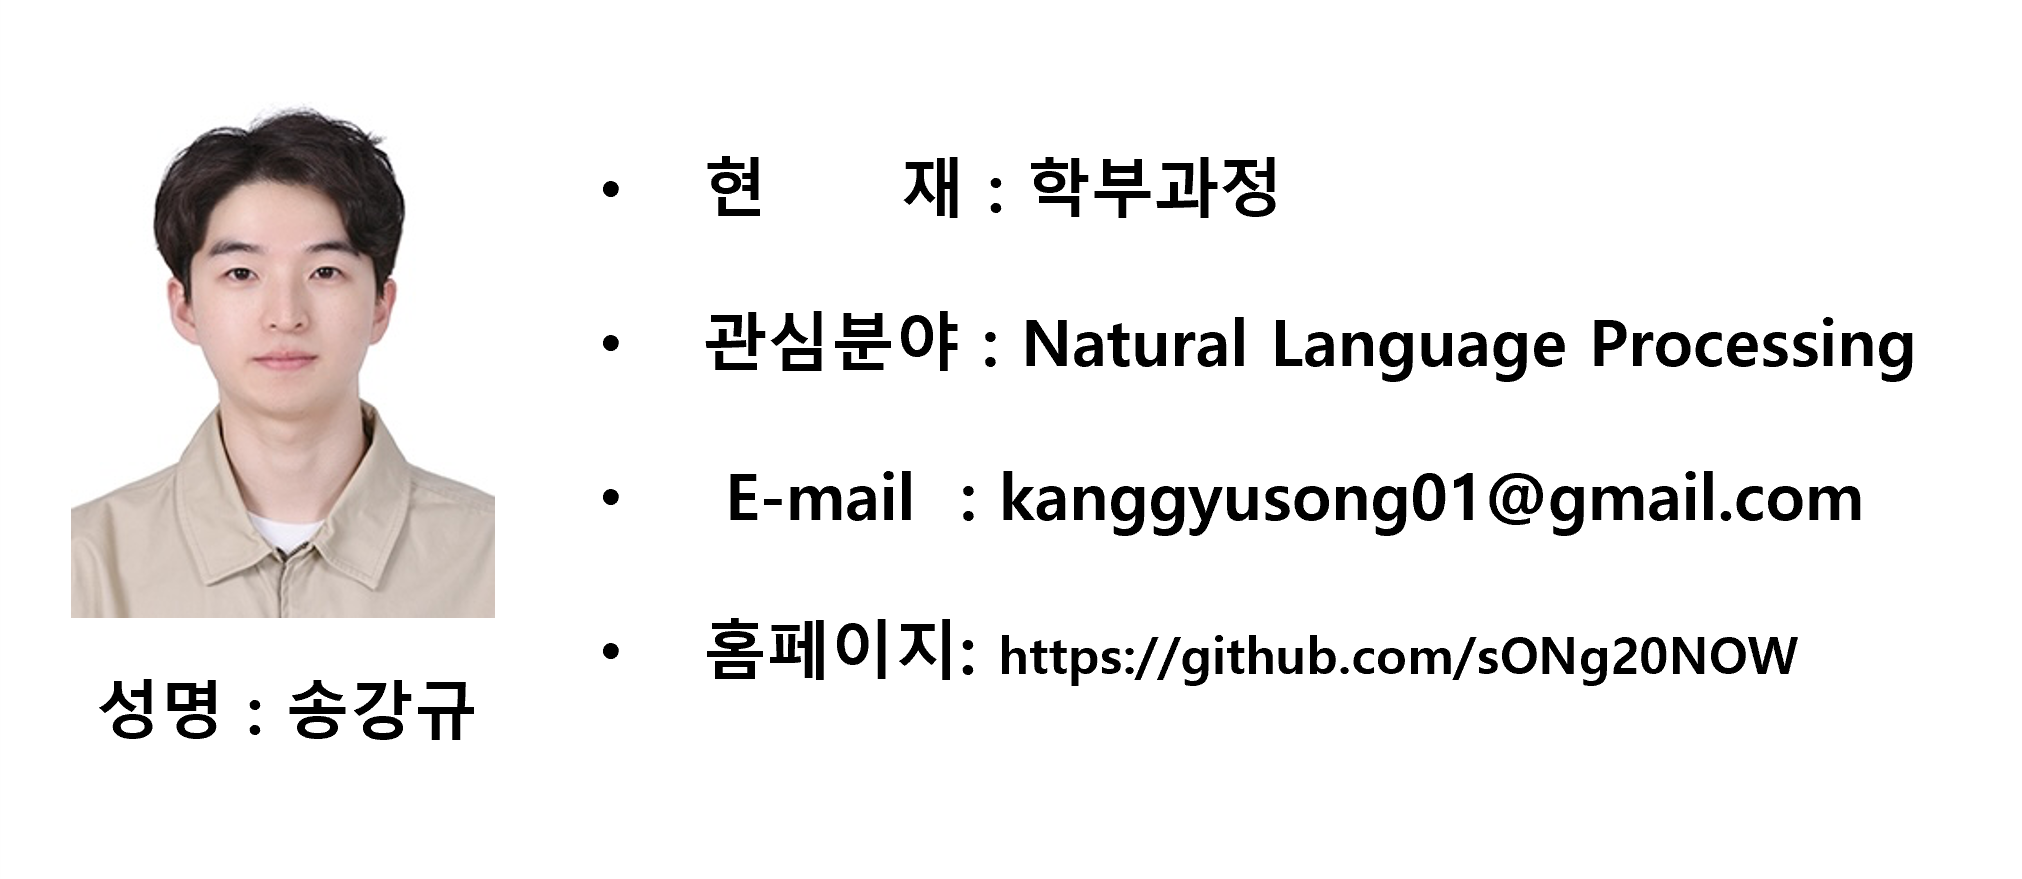 현 재 : 학부과정
관심분야 : Natural Language Processing
E-mail : kanggyusong01@gmail.com
홈페이지: https://github.com/sONg20NOW
성명 : 송강규